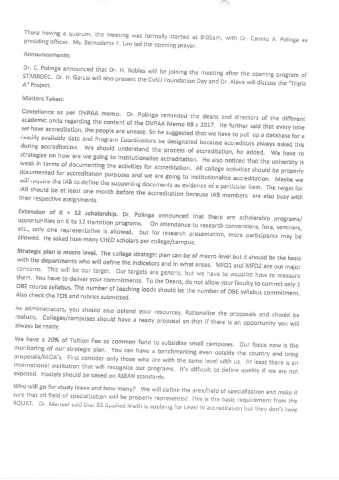 There having a quorum, the meeting was formally started at 9:05am, with Dr. Camilo A. Polinga as
presiding officer. Ms. Bernadette F. Lim led the opening prayer.
Announcements:
Dr. C. Polinga announced that Dr. H. Robles will be joining the meeting after the opening program of
STARRDEC. Dr. H. Garcia will also present the CvSU Foundation Day and Dr. Alava will discuss the "Triple
A" Project.
Matters Taken:
Compliance as per OVPAA memo. Dr. Polinga reminded the deans and directors of the different
academic units regarding the content of the OVPAA Memo 48 s 2017. He further said that every time
we have accreditation, the people are uneasy. So he suggested that we have to put up a database for a
readily available data and Program Coordinators be designated because accreditors always asked this
during accreditation. We should understand the process of accreditation, he added. We have to
strategize on how are we going to institutionalize accreditation. He also noticed that the university is
weak in terms of documenting the activities for accreditation. All college activities should be properly
documented for accreditation purposes and we are going to institutionalize accreditation. Maybe we
will require the IAB to define the supporting documents as evidence of a particular item. The target for
IAB should be at least one month before the accreditation because IAB members are also busy with
their respective assignments.
Extension of K + 12 scholarship. Dr. Polinga announced that there are scholarship programs/
opportunities on K to 12 transition programs. On attendance to research conventions, fora, seminars,
etc., only one representative is allowed, but for research presentation, more participants may be
allowed. He asked how many CHED scholars per college/campus.
Strategic plan is macro level. The college strategic plan can be of macro level but it should be the basis
with the departments who will define the indicators and in what areas. MFO1 and MFO2 are our major
concerns. This will be our target. Our targets are generic, but we have to visualize how to measure
them. You have to deliver your commitments. To the Deans, do not allow your faculty to commit only 1
OBE course syllabus. The number of teaching loads should be the number of OBE syllabus commitment.
Also check the TOS and rubrics submitted.
As administrators, you should also defend your resources. Rationalize the proposals and should be
realistic. Colleges/campuses should have a ready proposal so that if there is an opportunity you will
always be ready.
We have a 20% of Tuition Fee as common fund to subsidize small campuses. Our focus now is the
monitoring of our strategic plan. You can have a benchmarking even outside the country and bring
proposals/MOA's. First consider only those who are with the same level with us. At least there is an
International institution that will recognize our programs. It's difficult to define quality if we are not
exposed. Hostels should be based on ASEAN standards.
Who will go for study leave and how many? We will define the area/field of specialization and make it
sure that all field of specialization will be properly represented. This is the basic requirement from the
RQUAT. Dr. Manuel said that BS Applied Math is applying for Level IV accreditation but they don't have